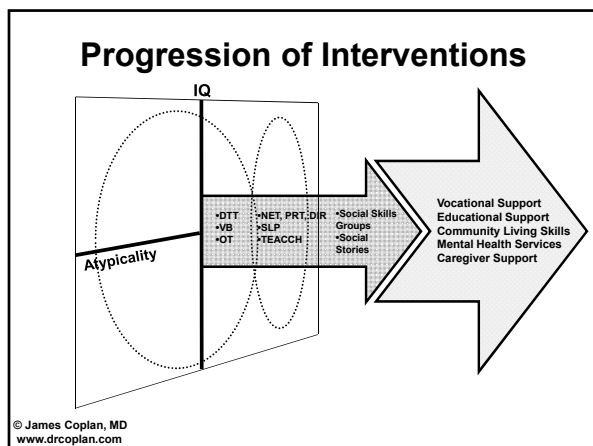 Progression of Interventions
IQ
Atypicality
•DTT
•VB
•OT
•NET, PRT, DIR
•SLP
•TEACCH
•Social Skills
Groups
•Social
Stories
Vocational Support
Educational Support
Community Living Skills
Mental Health Services
Caregiver Support
© James Coplan, MD
www.drcoplan.com